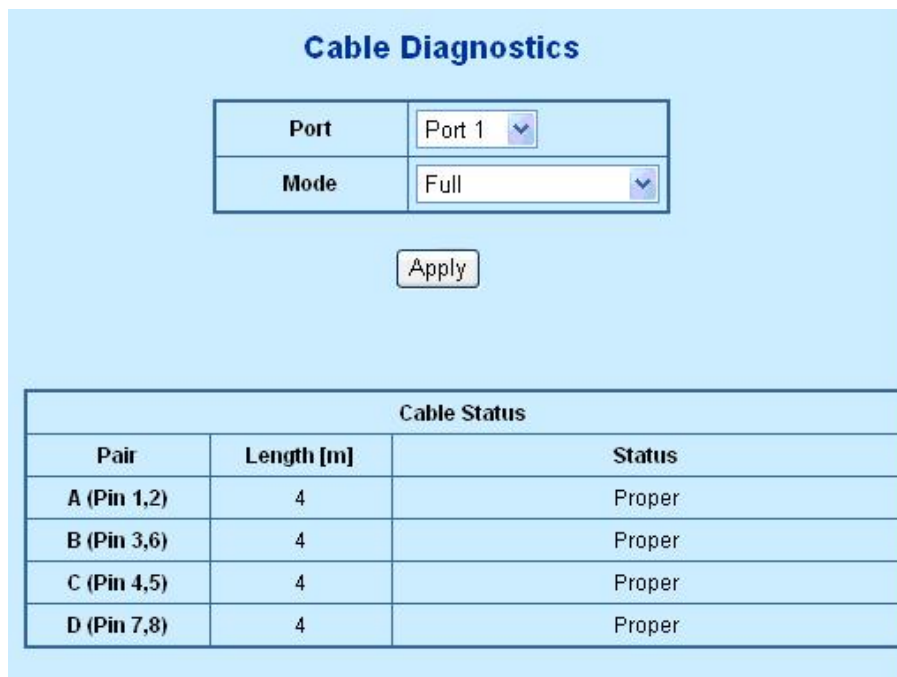 Cable Diagnostics
Port Port 1
Mode Full
Apply
Cable Status
Pair Length [m] Status
A (Pin 1,2) 4 Proper
B (Pin 3,6) 4 Proper
C (Pin 4,5) 4 Proper
D (Pin 7,8) 4 Proper